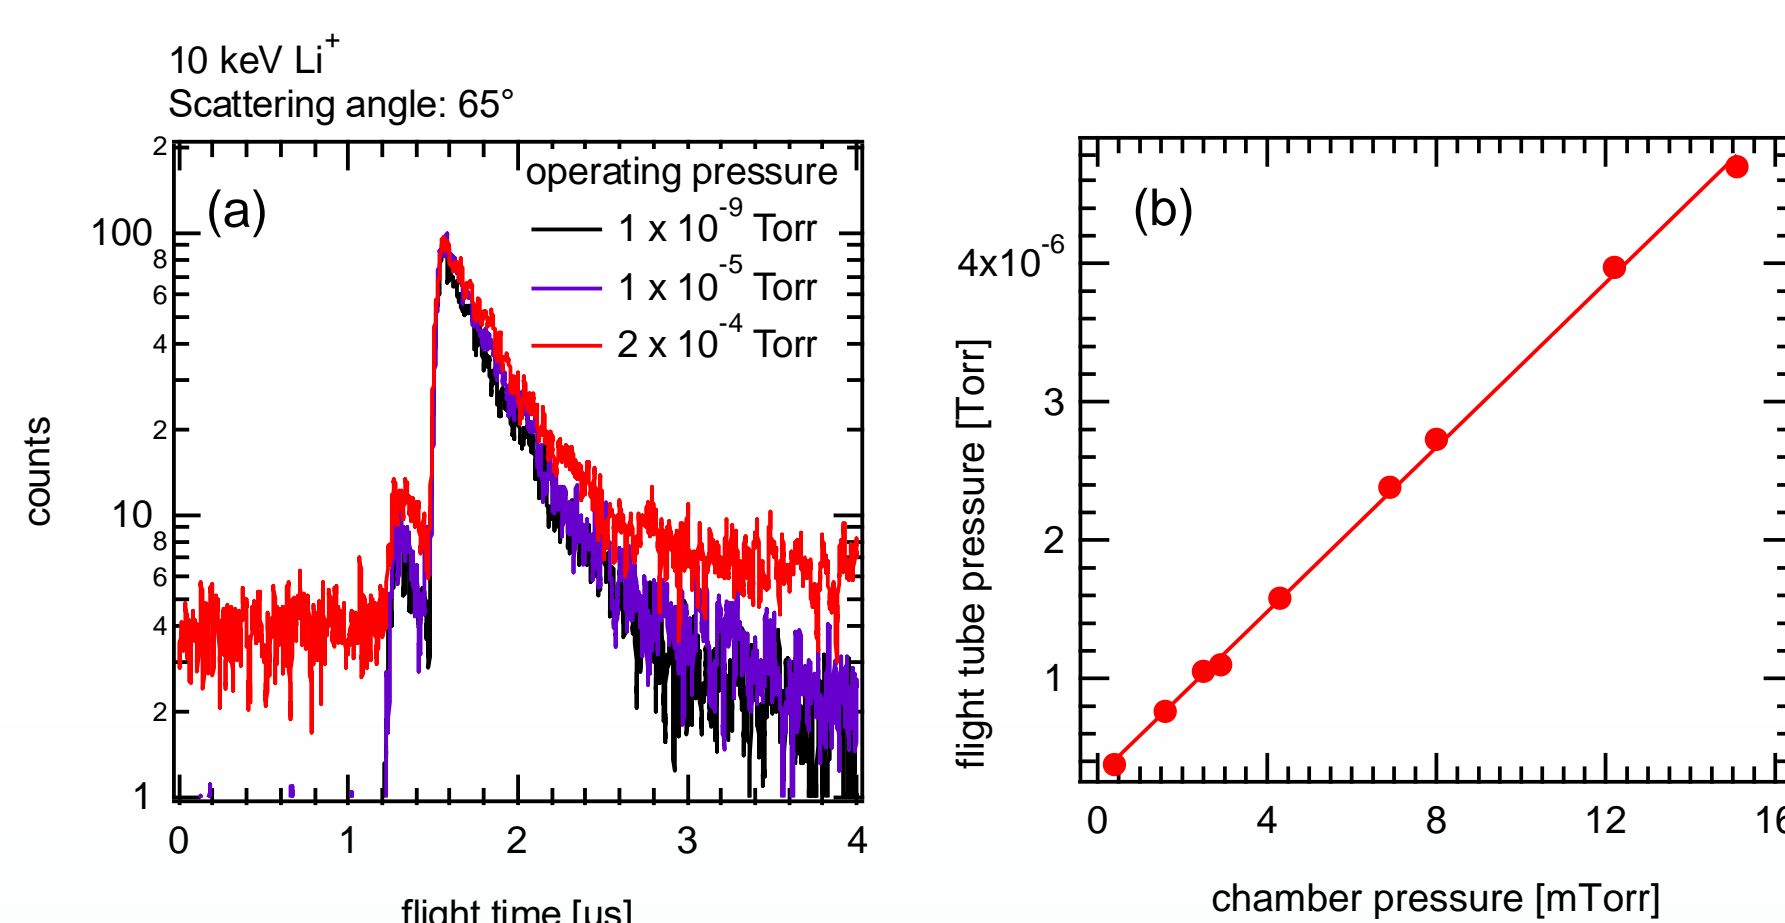 10 keV Li+
Scattering angle: 65°
(a)
operating pressure
1 x 10-9 Torr
1 x 10-5 Torr
2 x 10-4 Torr
2
100
8
6
4
2
10
8
6
4
2
1
counts
0 1 2 3 4
flight time [us]
(b)
4x10-6
3
2
1
flight tube pressure [Torr]
0 4 8 12 16
chamber pressure [mTorr]